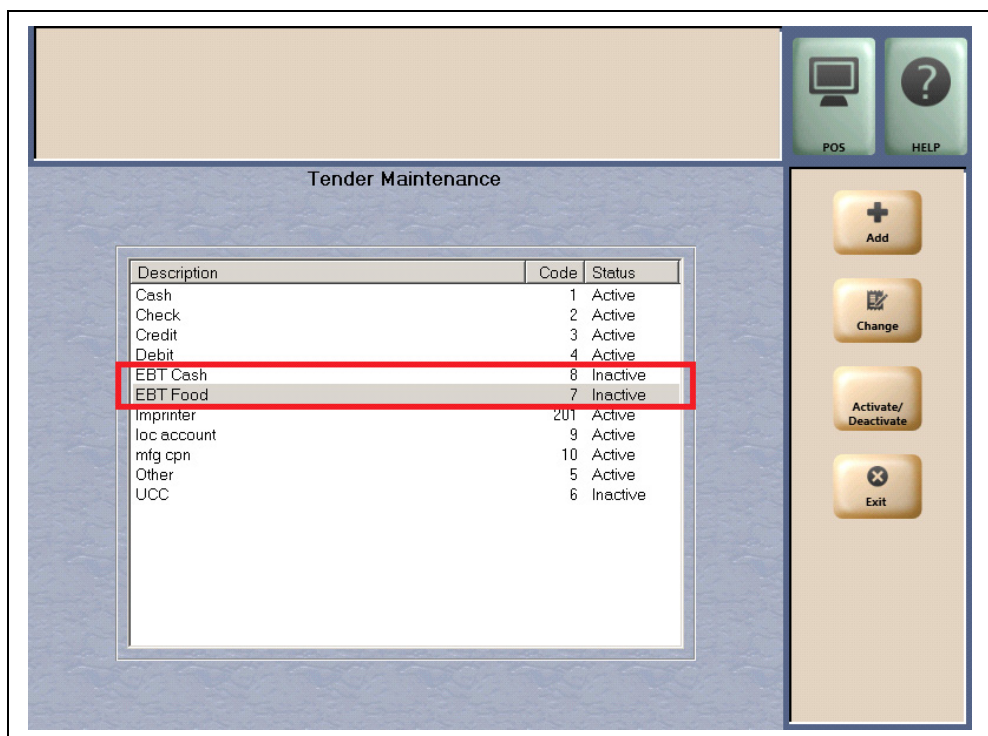 POS HELP
Tender Maintenance
Add
Description Code Status
Cash 1 Active
Check 2 Active
Change
Credit 3 Active
Debit 4 Active
EBT Cash 8 Inactive
EBT Food 7 Inactive
Activate/
Deactivate
Imprinter 201 Active
loc account 9 Active
mfg cpn 10 Active
Other 5 Active
UCC 6 Inactive
Exit